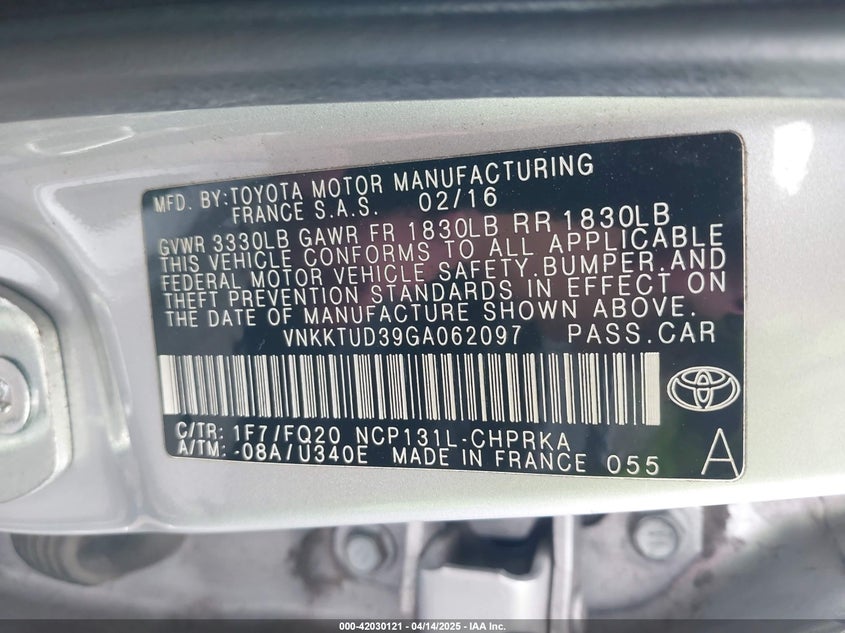 MFD. BY: TOYOTA MOTOR MANUFACTURING
FRANCE S.A.S. 02/16
GVWR 3330LB GAWR FR 1830LB RR 1830LB
THIS VEHICLE CONFORMS TO ALL APPLICABLE
FEDERAL MOTOR VEHICLE SAFETY, BUMPER, AND
THEFT PREVENTION STANDARDS IN EFFECT ON
THE DATE OF MANUFACTURE SHOWN ABOVE.
VNKKTUD39GA062097 PASS.CAR
C/TR: 1F7/FQ20 NCP131L-CHPRKA
A/TM: -08A/U340E MADE IN FRANCE 055 A
000-42030121 - 04/14/2025 - IAA Inc.